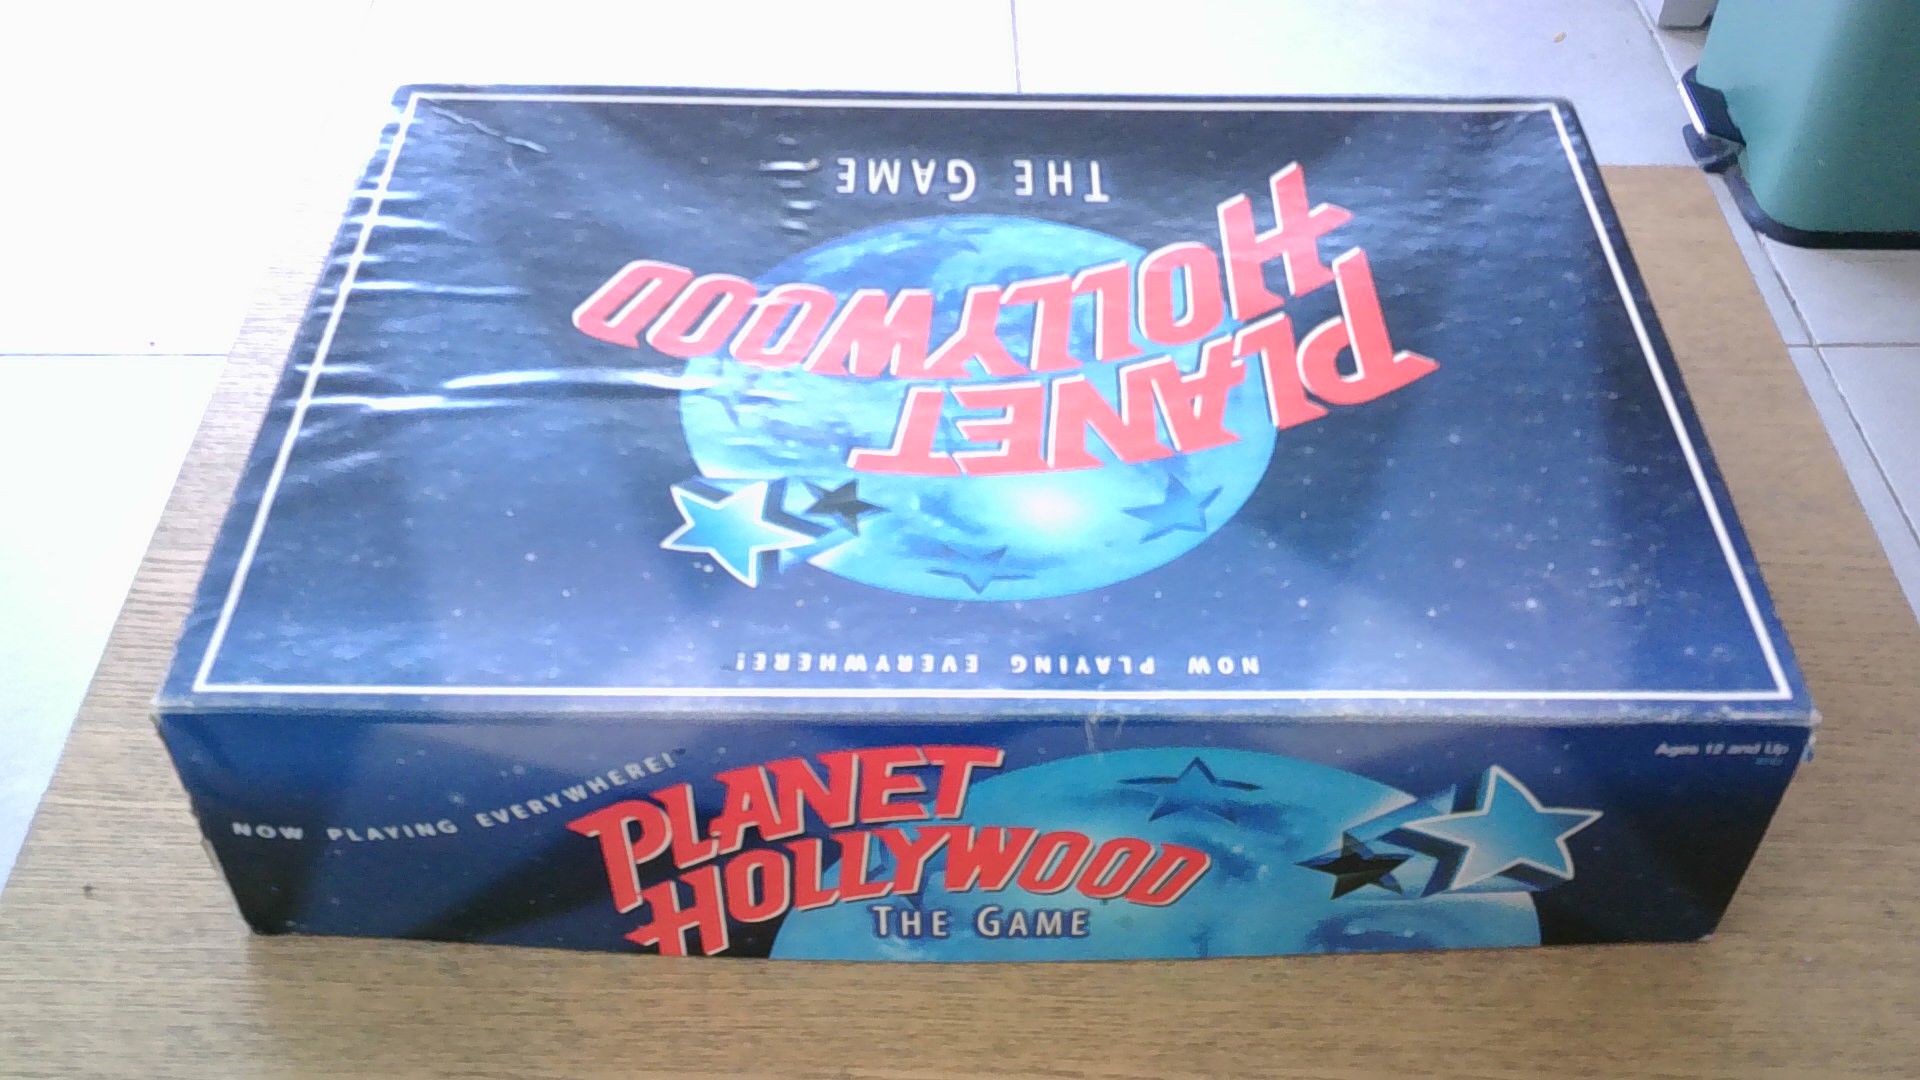 NOW PLAYING EVERYWHERE!
PLANET
HOLLYWOOD
THE GAME
NOW PLAYING EVERYWHERE!
PLANET
HOLLYWOOD
THE GAME
Ages 12 and Up